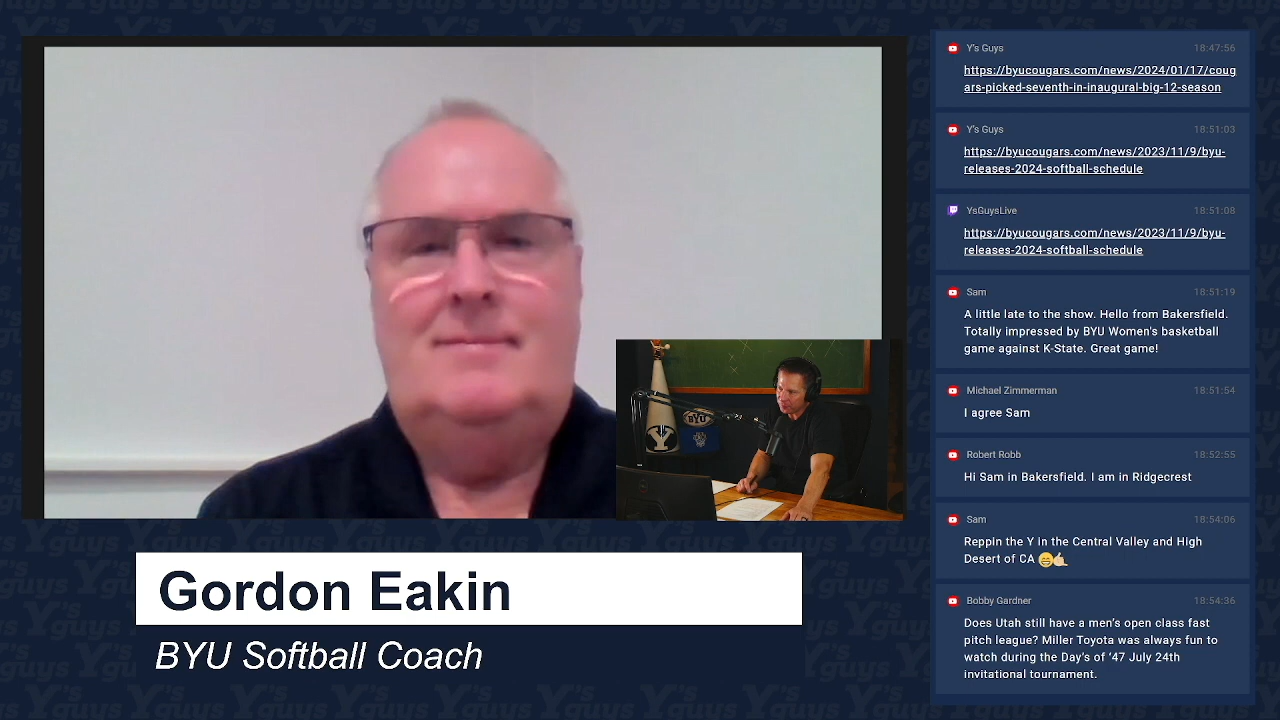 Gordon Eakin
BYU Softball Coach
BYU
Y
Y's Guys 18:47:56
https://byucougars.com/news/2024/01/17/coug
ars-picked-seventh-in-inaugural-big-12-season
Y's Guys 18:51:03
https://byucougars.com/news/2023/11/9/byu-
releases-2024-softball-schedule
YsGuysLive 18:51:08
https://byucougars.com/news/2023/11/9/byu-
releases-2024-softball-schedule
Sam 18:51:19
A little late to the show. Hello from Bakersfield.
Totally impressed by BYU Women's basketball
game against K-State. Great game!
Michael Zimmerman 18:51:54
I agree Sam
Robert Robb 18:52:55
Hi Sam in Bakersfield. I am in Ridgecrest
Sam 18:54:06
Reppin the Y in the Central Valley and High
Desert of CA 😄🤙
Bobby Gardner 18:54:36
Does Utah still have a men's open class fast
pitch league? Miller Toyota was always fun to
watch during the Day's of '47 July 24th
invitational tournament.